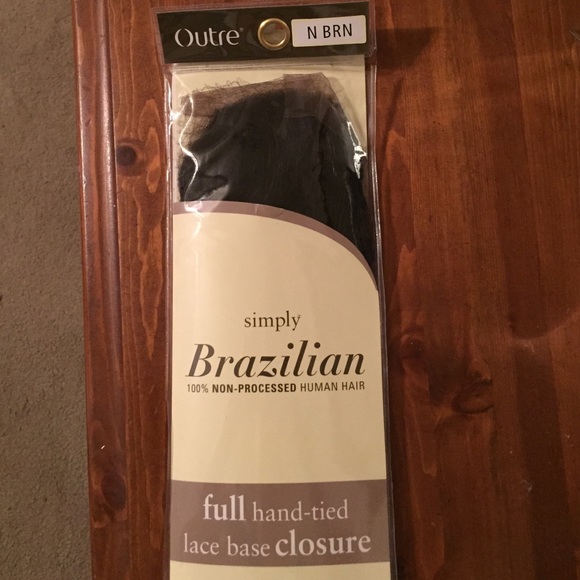 Outre® N BRN
simply
Brazilian
100% NON-PROCESSED HUMAN HAIR
full hand-tied
lace base closure